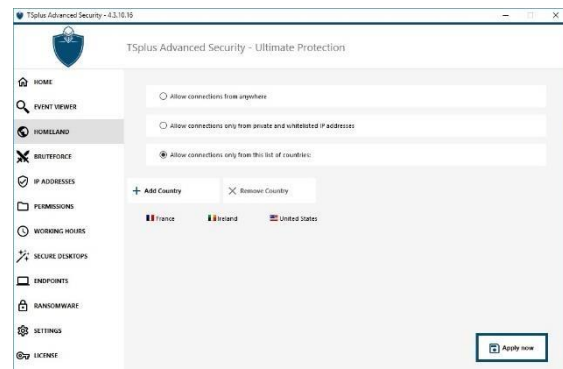 TSplus Advanced Security - 4.3.10.16
TSplus Advanced Security - Ultimate Protection
HOME
EVENT VIEWER
HOMELAND
BRUTEFORCE
IP ADDRESSES
PERMISSIONS
WORKING HOURS
SECURE DESKTOPS
ENDPOINTS
RANSOMWARE
SETTINGS
LICENSE
Allow connections from anywhere
Allow connections only from private and whitelisted IP addresses
Allow connections only from this list of countries:
Add Country Remove Country
France Ireland United States
Apply now